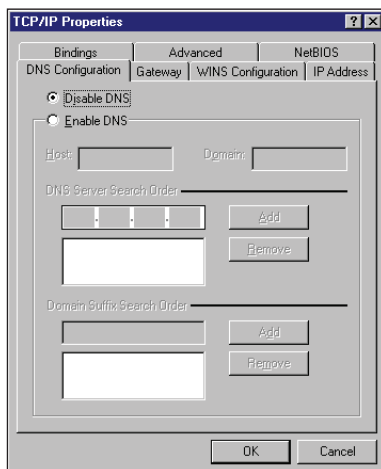 TCP/IP Properties
Bindings Advanced NetBIOS
DNS Configuration Gateway WINS Configuration IP Address
Disable DNS
Enable DNS
Host: Domain:
DNS Server Search Order
. . . Add
Remove
Domain Suffix Search Order
Add
Remove
OK Cancel